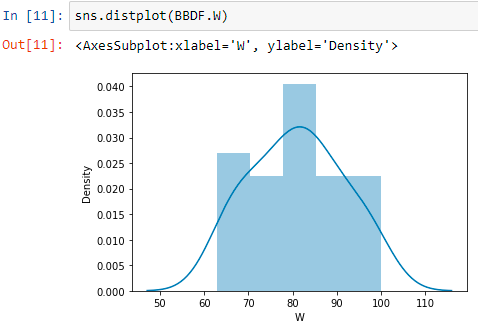 In [11]: sns.distplot(BBDF.W)
Out[11]: <AxesSubplot:xlabel='W', ylabel='Density'>
0.040
0.035
0.030
0.025
0.020
0.015
0.010
0.005
0.000
Density
50 60 70 80 90 100 110
W